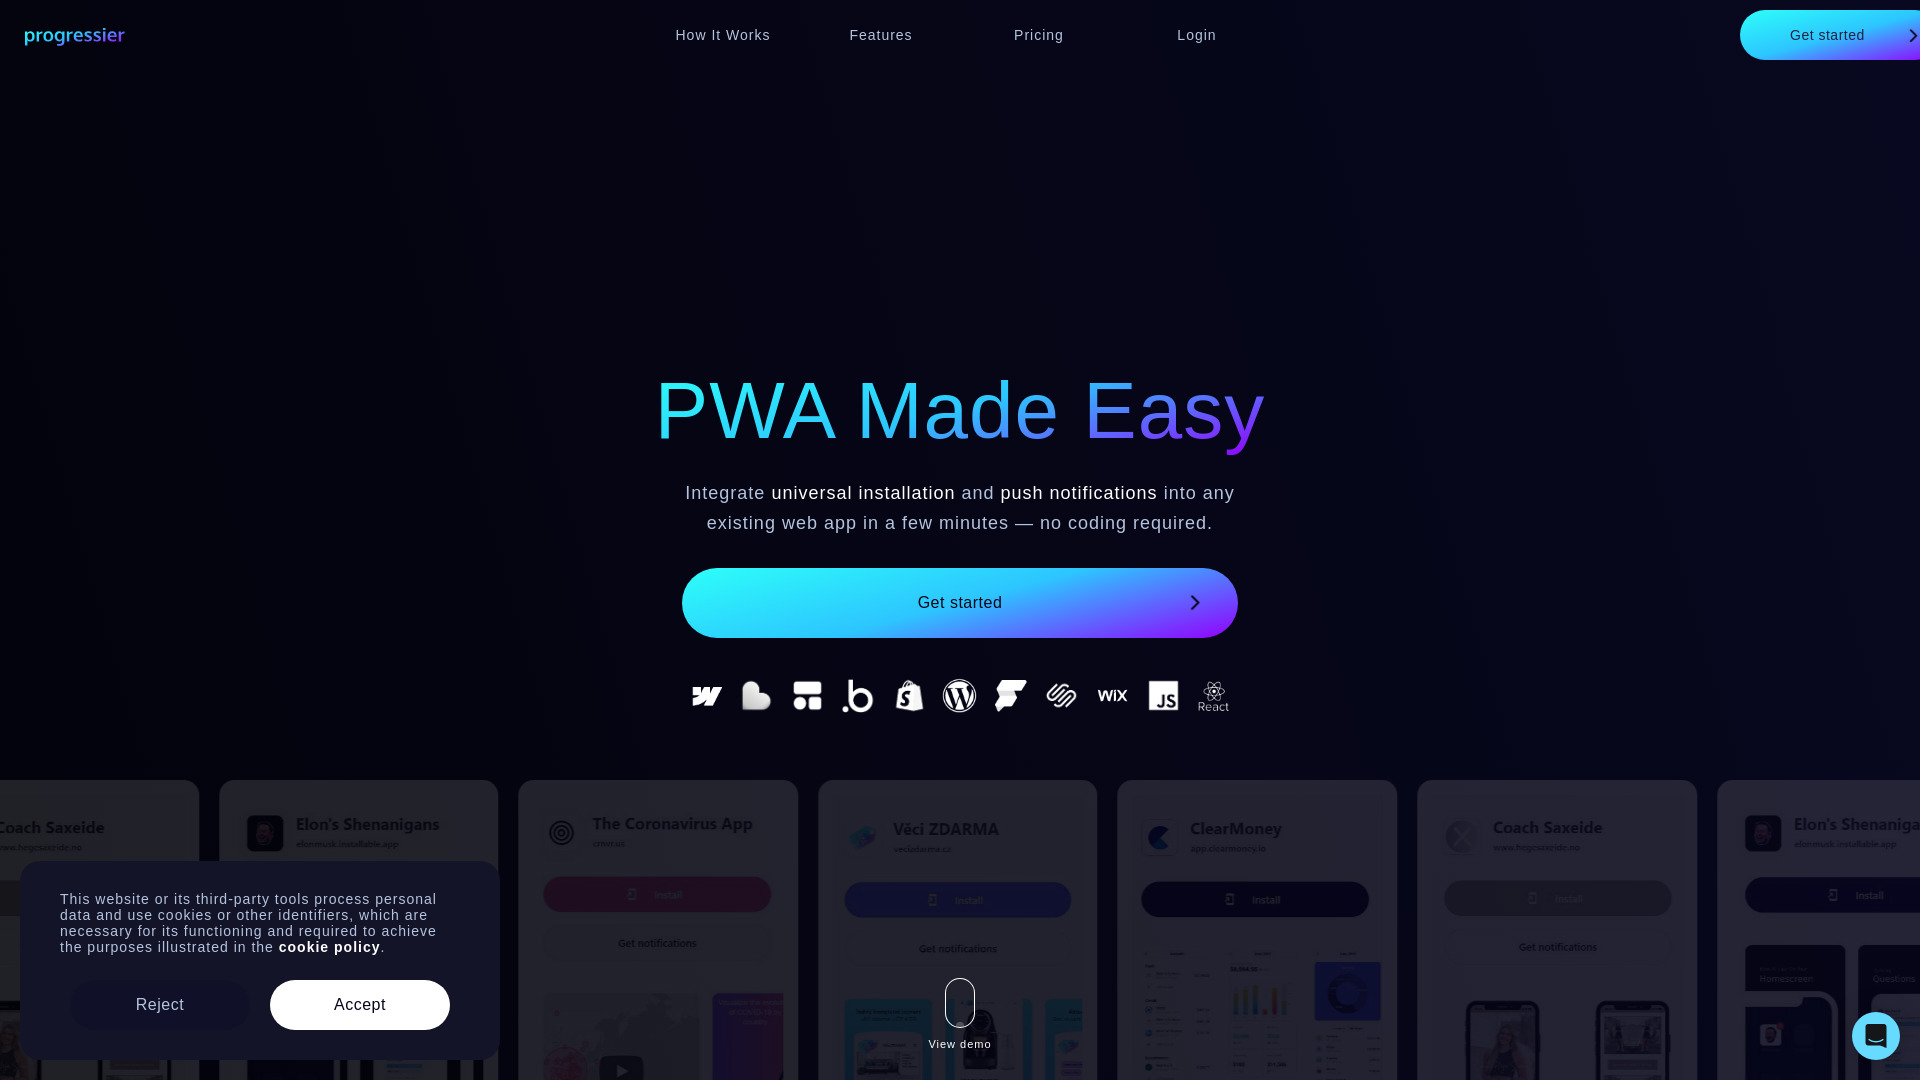 progressier
How It Works
Features
Pricing
Login
Get started
PWA Made Easy
Integrate universal installation and push notifications into any
existing web app in a few minutes — no coding required.
Get started
WiX
JS
React
Coach Saxeide
www.hegesaxeide.no
Elon's Shenanigans
elonmusk.installable.app
The Coronavirus App
Install
Get notifications
Věci ZDARMA
vecizdarma.cz
Install
Get notifications
ClearMoney
app.clearmoney.io
Install
Coach Saxeide
www.hegesaxeide.no
Install
Get notifications
Elon's Shenaniga
elonmusk.installable.app
Install
Homescreen
Questions
This website or its third-party tools process personal
data and use cookies or other identifiers, which are
necessary for its functioning and required to achieve
the purposes illustrated in the cookie policy.
Reject
Accept
View demo